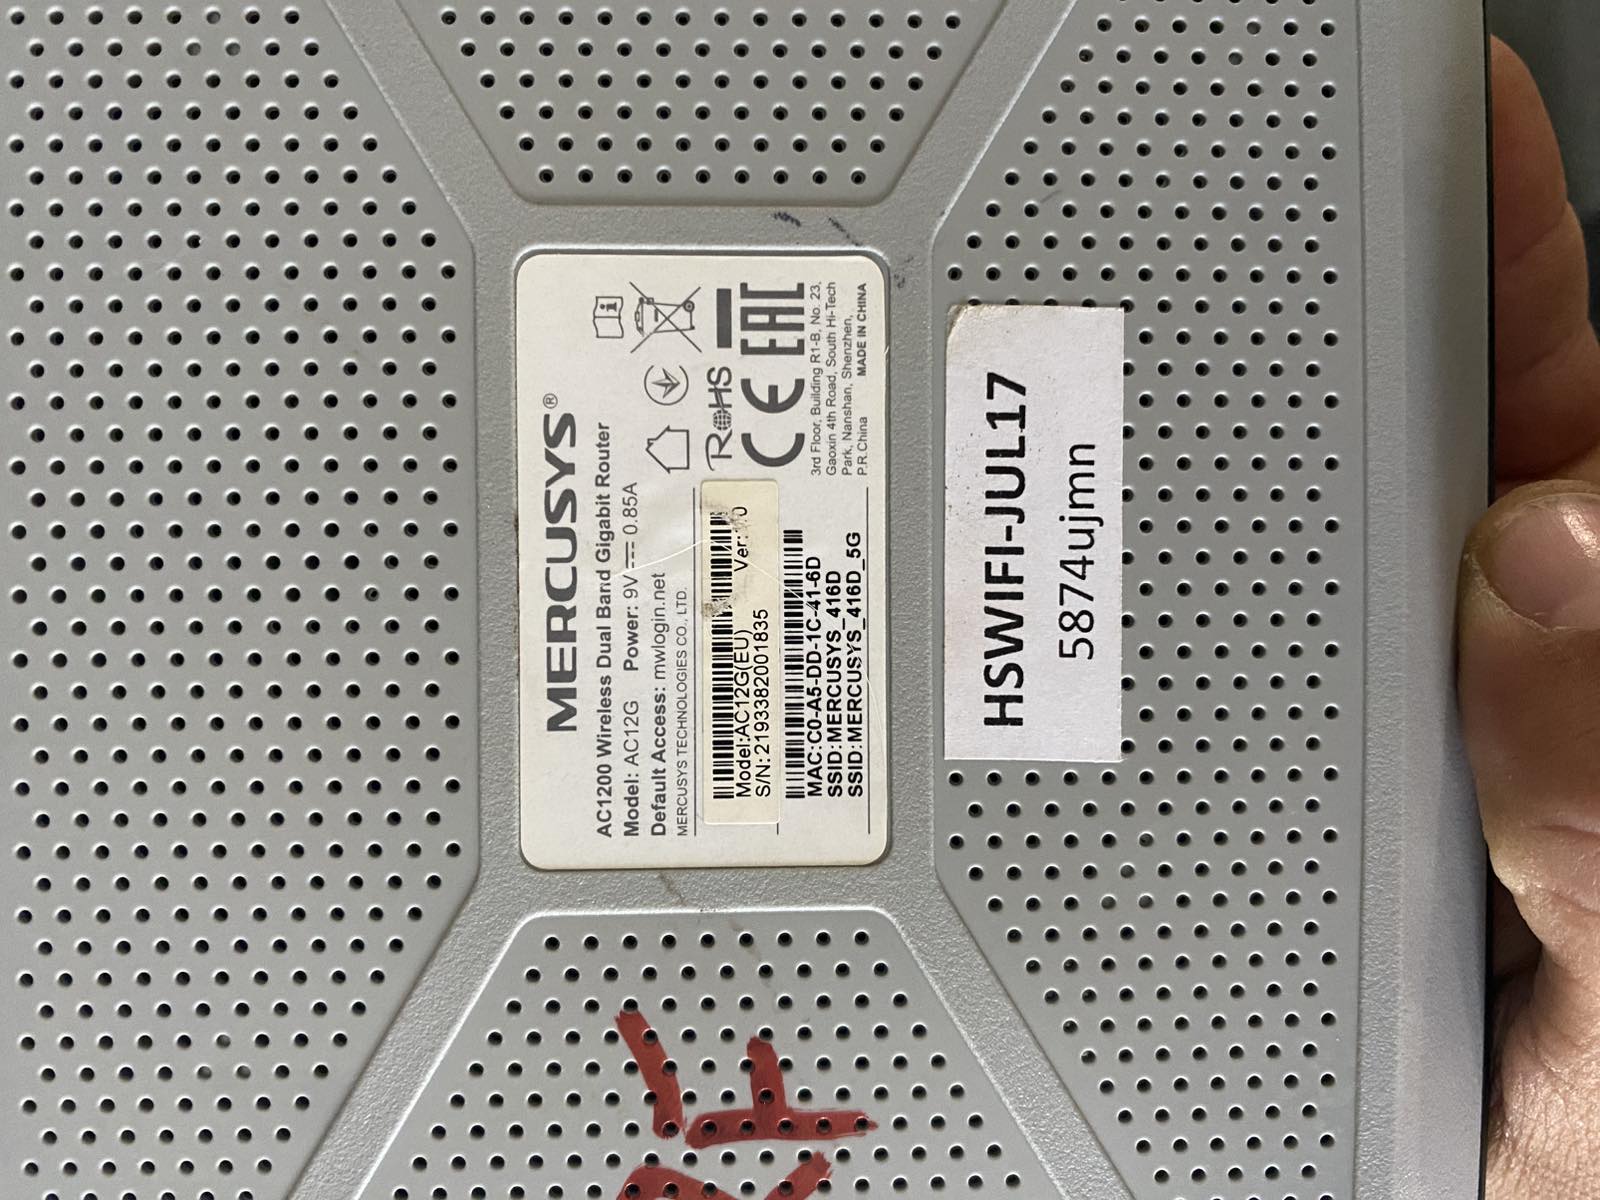 MERCUSYS®
AC1200 Wireless Dual Band Gigabit Router
Model: AC12G Power: 9V⎓0.85A
Default Access: mwlogin.net
MERCUSYS TECHNOLOGIES CO., LTD.
Model:AC12G(EU) Ver:
S/N:2193382001835
MAC:C0-A5-DD-1C-41-6D
SSID:MERCUSYS_416D
SSID:MERCUSYS_416D_5G
i
RoHS
CE EAC
3rd Floor, Building R1-B, No. 23,
Gaoxin 4th Road, South Hi-Tech
Park, Nanshan, Shenzhen,
P.R.China MADE IN CHINA
HSWIFI-JUL17
5874ujmn